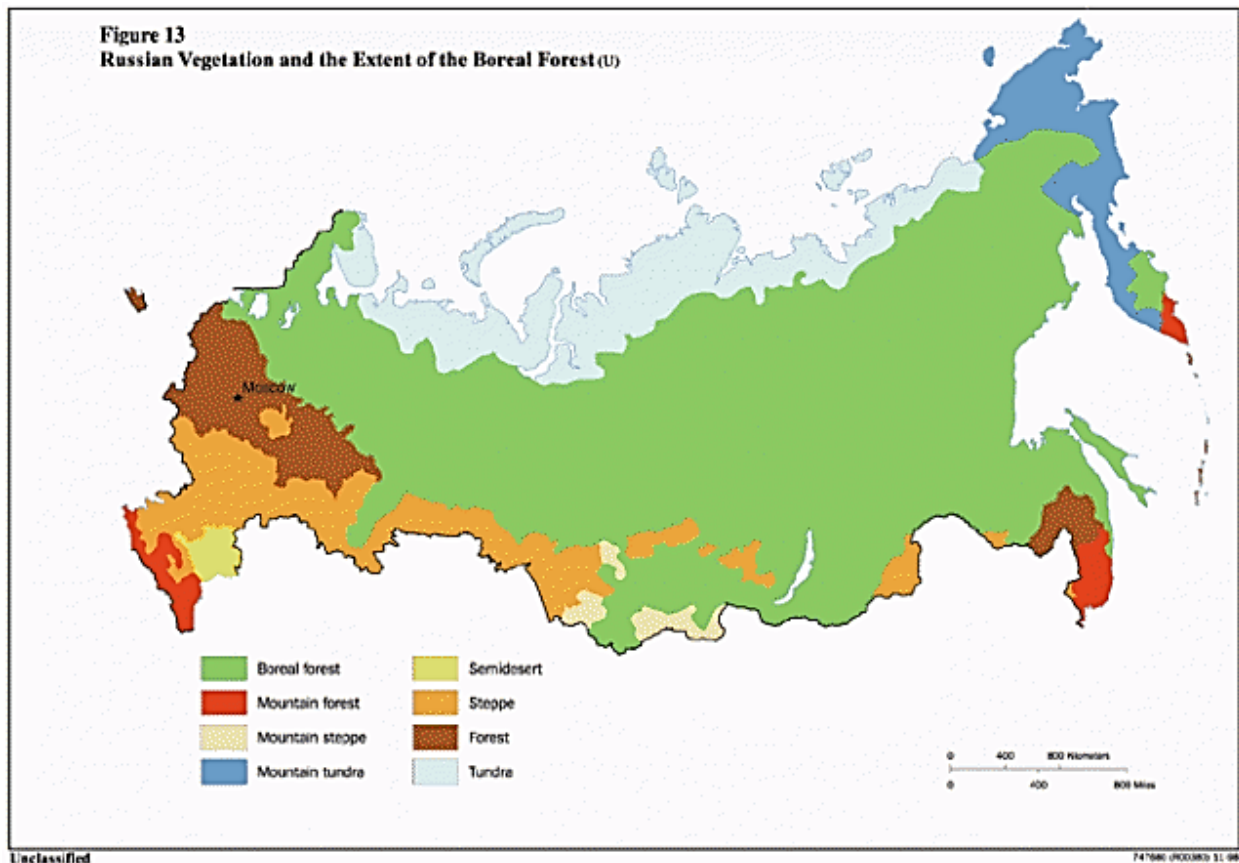 Figure 13
Russian Vegetation and the Extent of the Boreal Forest (U)
Moscow
Boreal forest
Mountain forest
Mountain steppe
Mountain tundra
Semidesert
Steppe
Forest
Tundra
0 400 800 Kilometers
0 400 800 Miles
Unclassified